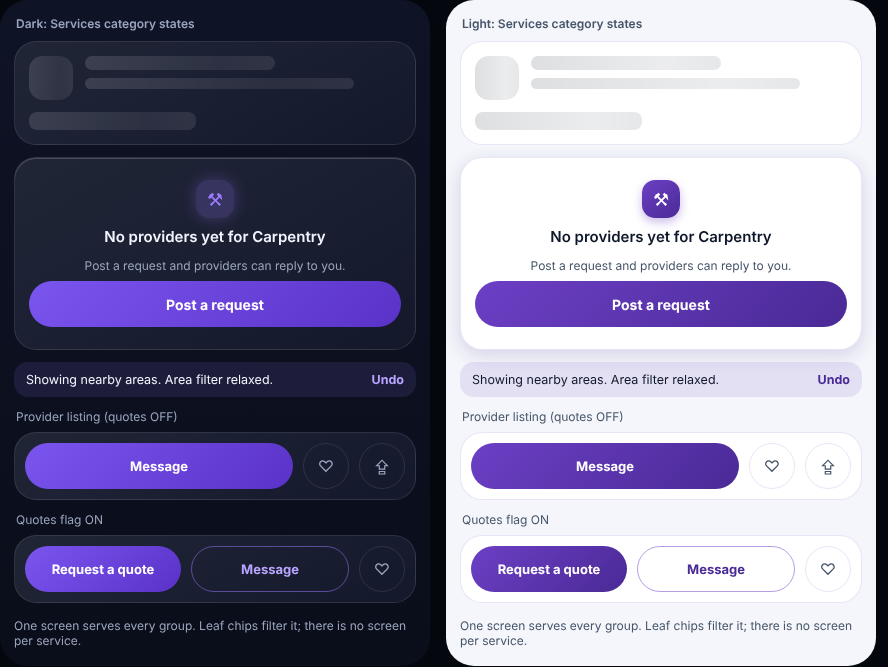 Dark: Services category states
No providers yet for Carpentry
Post a request and providers can reply to you.
Post a request
Showing nearby areas. Area filter relaxed.
Undo
Provider listing (quotes OFF)
Message
Quotes flag ON
Request a quote
Message
One screen serves every group. Leaf chips filter it; there is no screen
per service.
Light: Services category states
No providers yet for Carpentry
Post a request and providers can reply to you.
Post a request
Showing nearby areas. Area filter relaxed.
Undo
Provider listing (quotes OFF)
Message
Quotes flag ON
Request a quote
Message
One screen serves every group. Leaf chips filter it; there is no screen
per service.